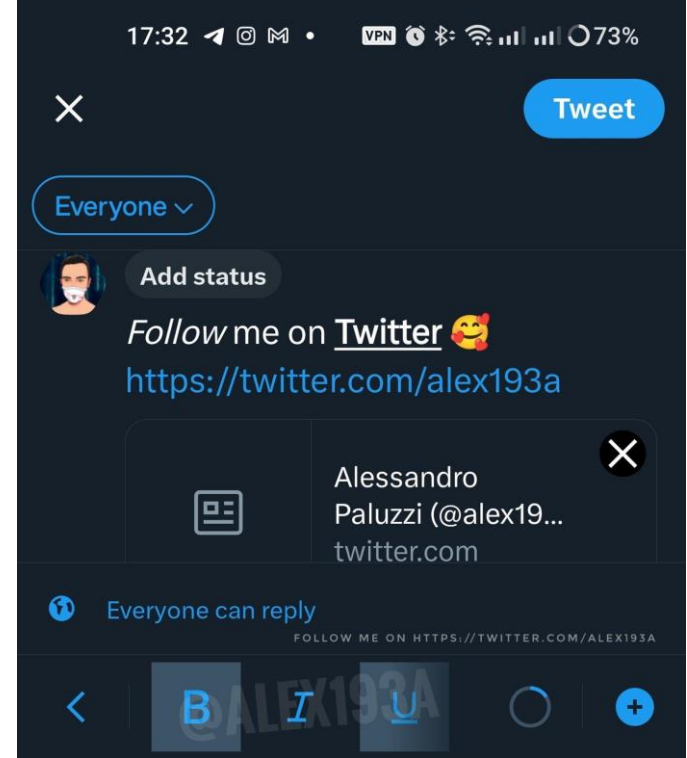 17:32 VPN 73%
Tweet
Everyone
Add status
Follow me on Twitter 🥰
https://twitter.com/alex193a
Alessandro
Paluzzi (@alex19...
twitter.com
Everyone can reply
FOLLOW ME ON HTTPS://TWITTER.COM/ALEX193A
B I U
@ALEX193A